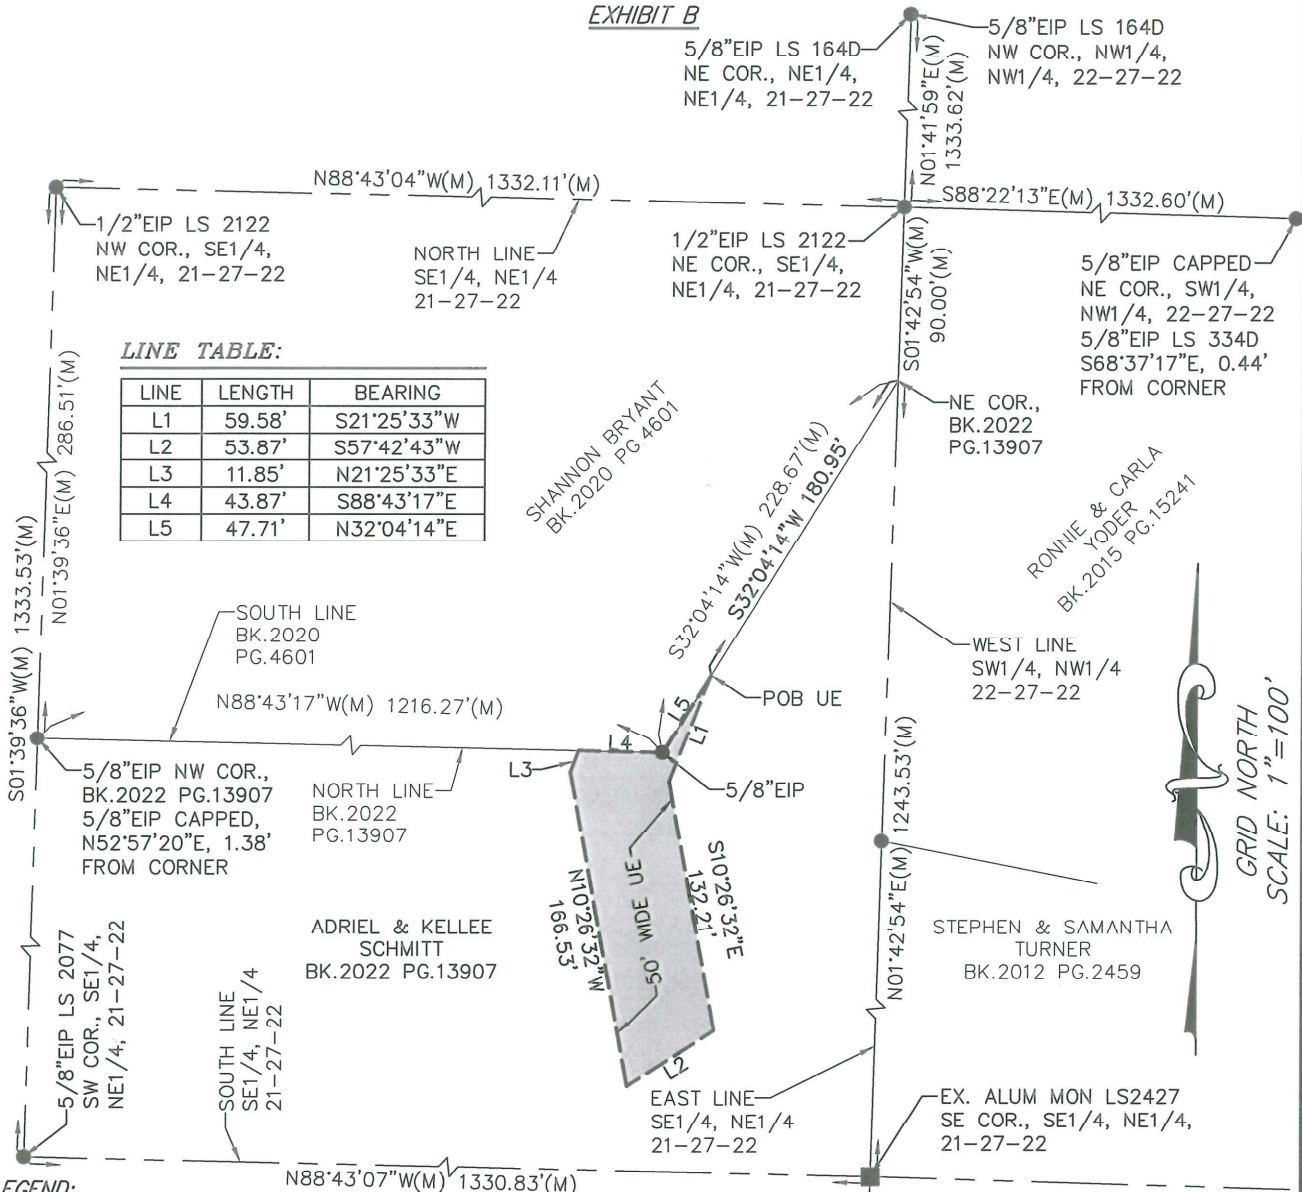 EXHIBIT B
5/8"EIP LS 164D
NE COR., NE1/4,
NE1/4, 21-27-22
5/8"EIP LS 164D
NW COR., NW1/4,
NW1/4, 22-27-22
N01°41'59"E(M)
1333.62'(M)
N88°43'04"W(M) 1332.11'(M)
S88°22'13"E(M) 1332.60'(M)
1/2"EIP LS 2122
NW COR., SE1/4,
NE1/4, 21-27-22
NORTH LINE
SE1/4, NE1/4
21-27-22
1/2"EIP LS 2122
NE COR., SE1/4,
NE1/4, 21-27-22
S01°42'54"W(M)
90.00'(M)
5/8"EIP CAPPED
NE COR., SW1/4,
NW1/4, 22-27-22
5/8"EIP LS 334D
S68°37'17"E, 0.44'
FROM CORNER
LINE TABLE:
LINE LENGTH BEARING
L1 59.58' S21°25'33"W
L2 53.87' S57°42'43"W
L3 11.85' N21°25'33"E
L4 43.87' S88°43'17"E
L5 47.71' N32°04'14"E
N01°39'36"E(M) 286.51'(M)
S01°39'36"W(M) 1333.53'(M)
SHANNON BRYANT
BK.2020 PG 4601
NE COR.,
BK.2022
PG.13907
S32°04'14"W(M) 228.67'(M)
S32°04'14"W 180.95'
RONNIE & CARLA
YODER
BK.2015 PG.15241
SOUTH LINE
BK.2020
PG.4601
WEST LINE
SW1/4, NW1/4
22-27-22
N88°43'17"W(M) 1216.27'(M)
POB UE
L5
L1
L4
L3
5/8"EIP
5/8"EIP NW COR.,
BK.2022 PG.13907
5/8"EIP CAPPED,
N52°57'20"E, 1.38'
FROM CORNER
NORTH LINE
BK.2022
PG.13907
N01°42'54"E(M) 1243.53'(M)
GRID NORTH
SCALE: 1"=100'
S10°26'32"E
132.21'
N10°26'32"W
166.53'
50' WIDE UE
L2
ADRIEL & KELLEE
SCHMITT
BK.2022 PG.13907
STEPHEN & SAMANTHA
TURNER
BK.2012 PG.2459
5/8"EIP LS 2077
SW COR., SE1/4,
NE1/4, 21-27-22
SOUTH LINE
SE1/4, NE1/4
21-27-22
EAST LINE
SE1/4, NE1/4
21-27-22
EX. ALUM MON LS2427
SE COR., SE1/4, NE1/4,
21-27-22
N88°43'07"W(M) 1330.83'(M)
EGEND: